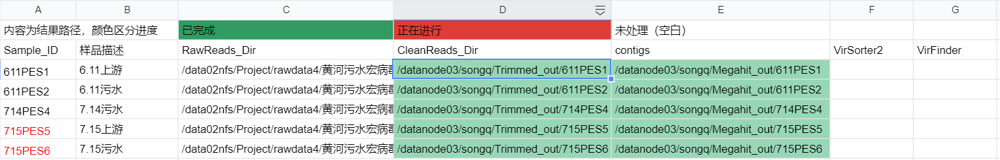 A B C D E F G
内容为结果路径，颜色区分进度 已完成 正在进行 未处理（空白）
Sample_ID 样品描述 RawReads_Dir CleanReads_Dir contigs VirSorter2 VirFinder
611PES1 6.11上游 /data02nfs/Project/rawdata4/黄河污水宏病毒 /datanode03/songq/Trimmed_out/611PES1 /datanode03/songq/Megahit_out/611PES1
611PES2 6.11污水 /data02nfs/Project/rawdata4/黄河污水宏病毒 /datanode03/songq/Trimmed_out/611PES2 /datanode03/songq/Megahit_out/611PES2
714PES4 7.14污水 /data02nfs/Project/rawdata4/黄河污水宏病毒 /datanode03/songq/Trimmed_out/714PES4 /datanode03/songq/Megahit_out/714PES4
715PES5 7.15上游 /data02nfs/Project/rawdata4/黄河污水宏病毒 /datanode03/songq/Trimmed_out/715PES5 /datanode03/songq/Megahit_out/715PES5
715PES6 7.15污水 /data02nfs/Project/rawdata4/黄河污水宏病毒 /datanode03/songq/Trimmed_out/715PES6 /datanode03/songq/Megahit_out/715PES6